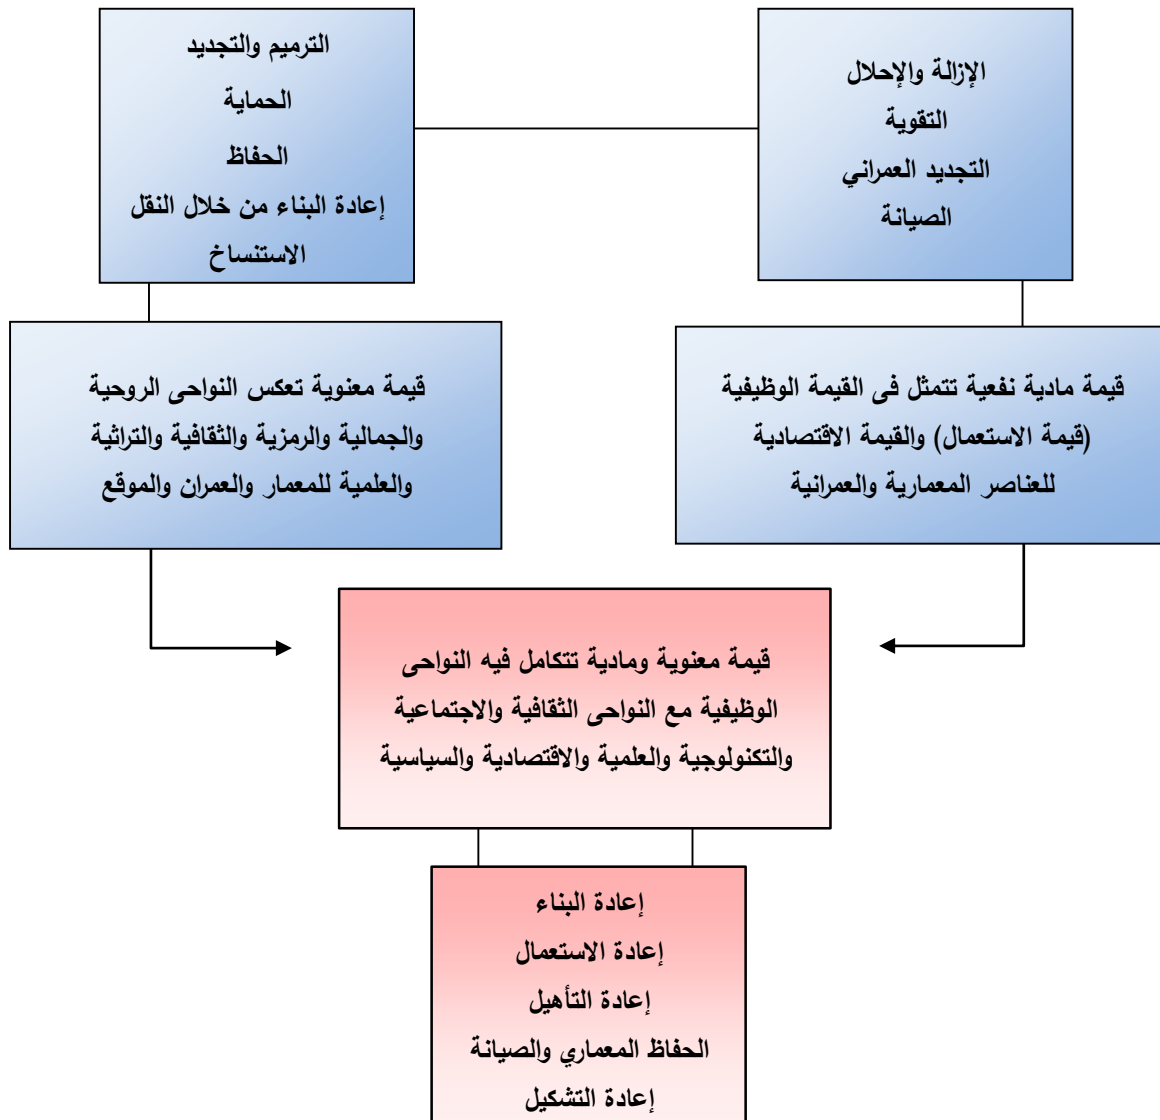 الإزالة والإحلال
التقوية
التجديد العمراني
الصيانة
الترميم والتجديد
الحماية
الحفاظ
إعادة البناء من خلال النقل
الاستنساخ
قيمة مادية نفعية تتمثل فى القيمة الوظيفية
(قيمة الاستعمال) والقيمة الاقتصادية
للعناصر المعمارية والعمرانية
قيمة معنوية تعكس النواحى الروحية
والجمالية والرمزية والثقافية والتراثية
والعلمية للمعمار والعمران والموقع
قيمة معنوية ومادية تتكامل فيه النواحى
الوظيفية مع النواحى الثقافية والاجتماعية
والتكنولوجية والعلمية والاقتصادية والسياسية
إعادة البناء
إعادة الاستعمال
إعادة التأهيل
الحفاظ المعماري والصيانة
إعادة التشكيل